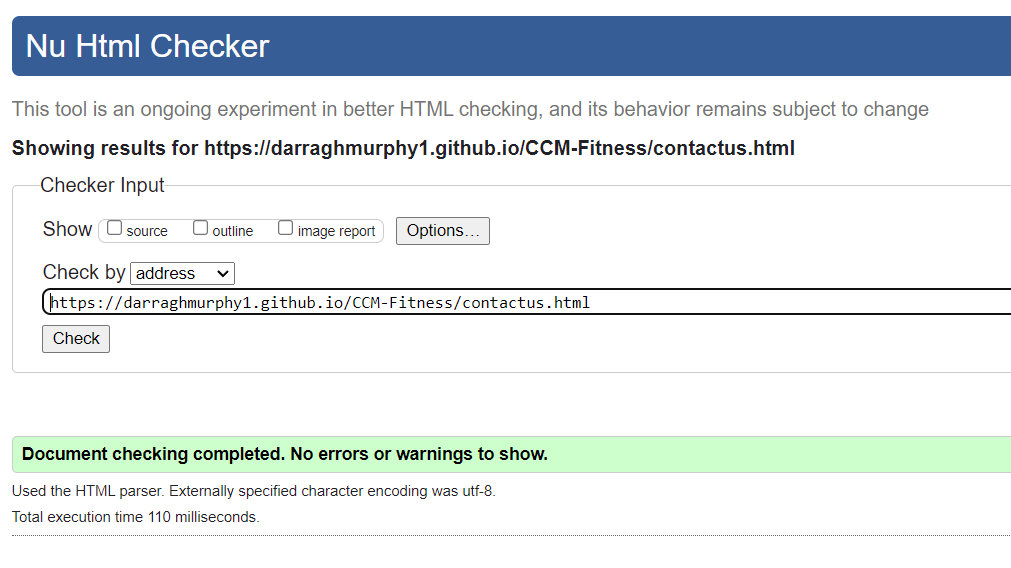 Nu Html Checker
This tool is an ongoing experiment in better HTML checking, and its behavior remains subject to change
Showing results for https://darraghmurphy1.github.io/CCM-Fitness/contactus.html
Checker Input
Show source outline image report Options...
Check by address
https://darraghmurphy1.github.io/CCM-Fitness/contactus.html
Check
Document checking completed. No errors or warnings to show.
Used the HTML parser. Externally specified character encoding was utf-8.
Total execution time 110 milliseconds.